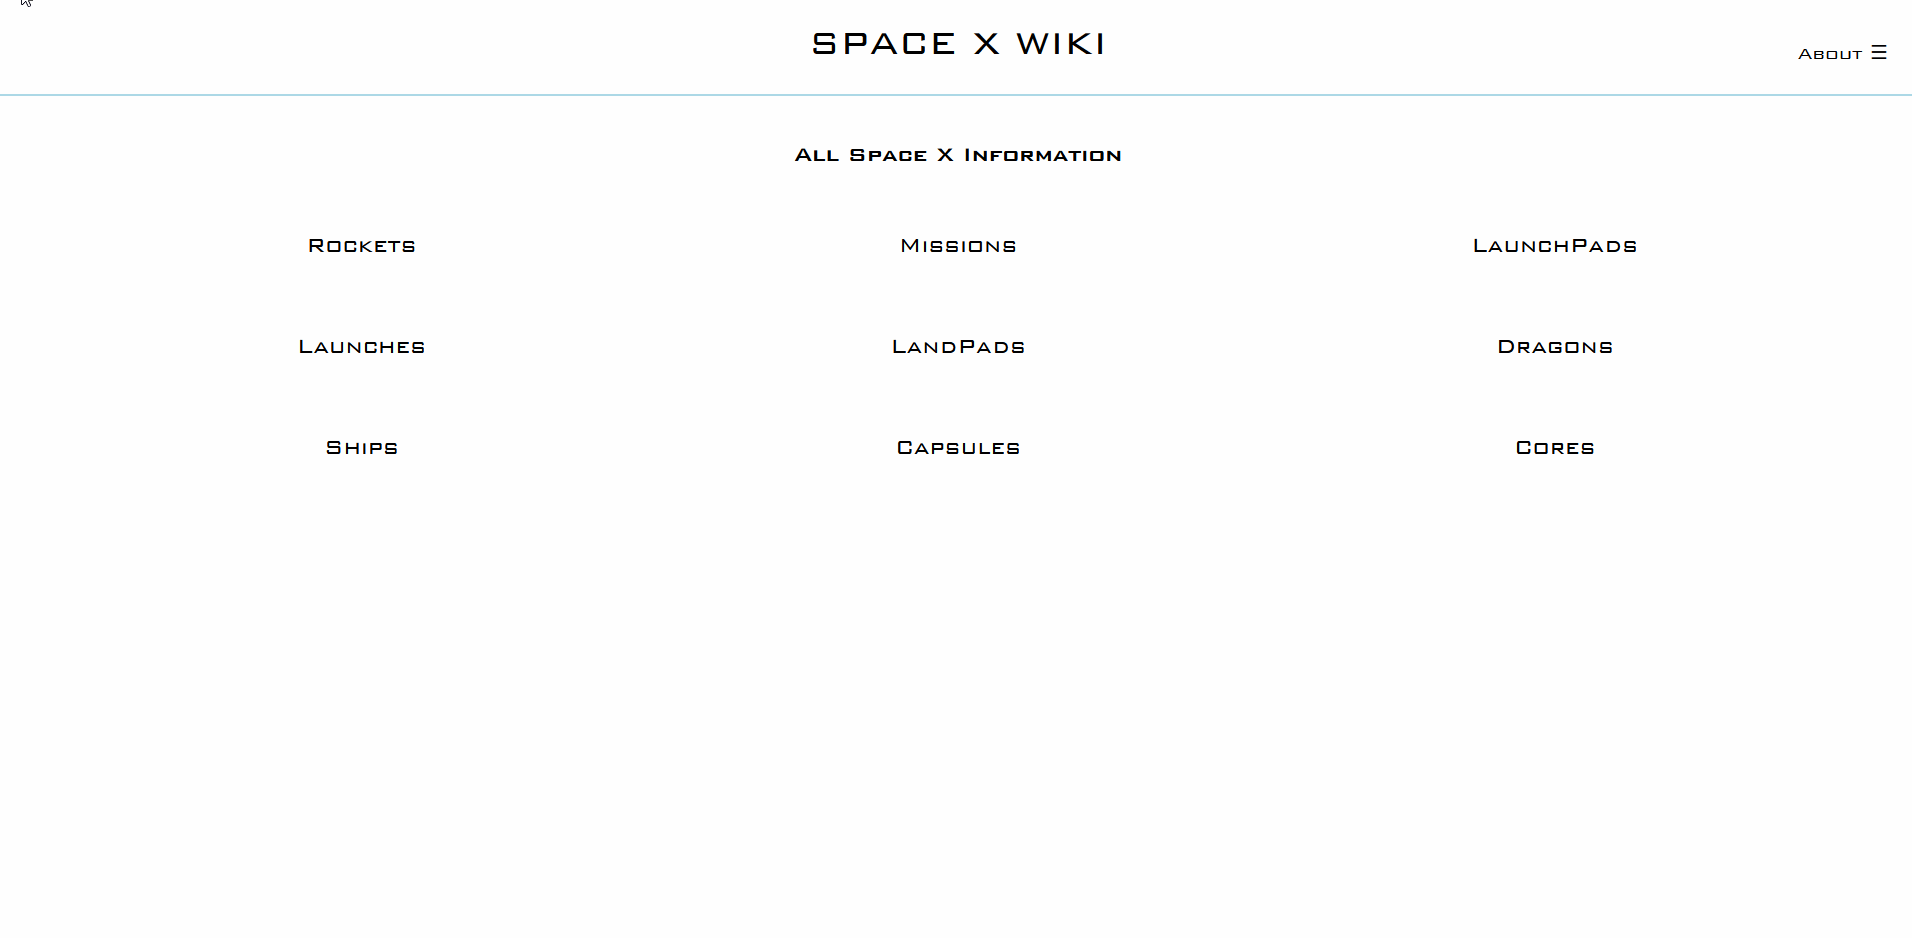 SPACE X WIKI
About ☰
All Space X Information
Rockets Missions LaunchPads
Launches LandPads Dragons
Ships Capsules Cores